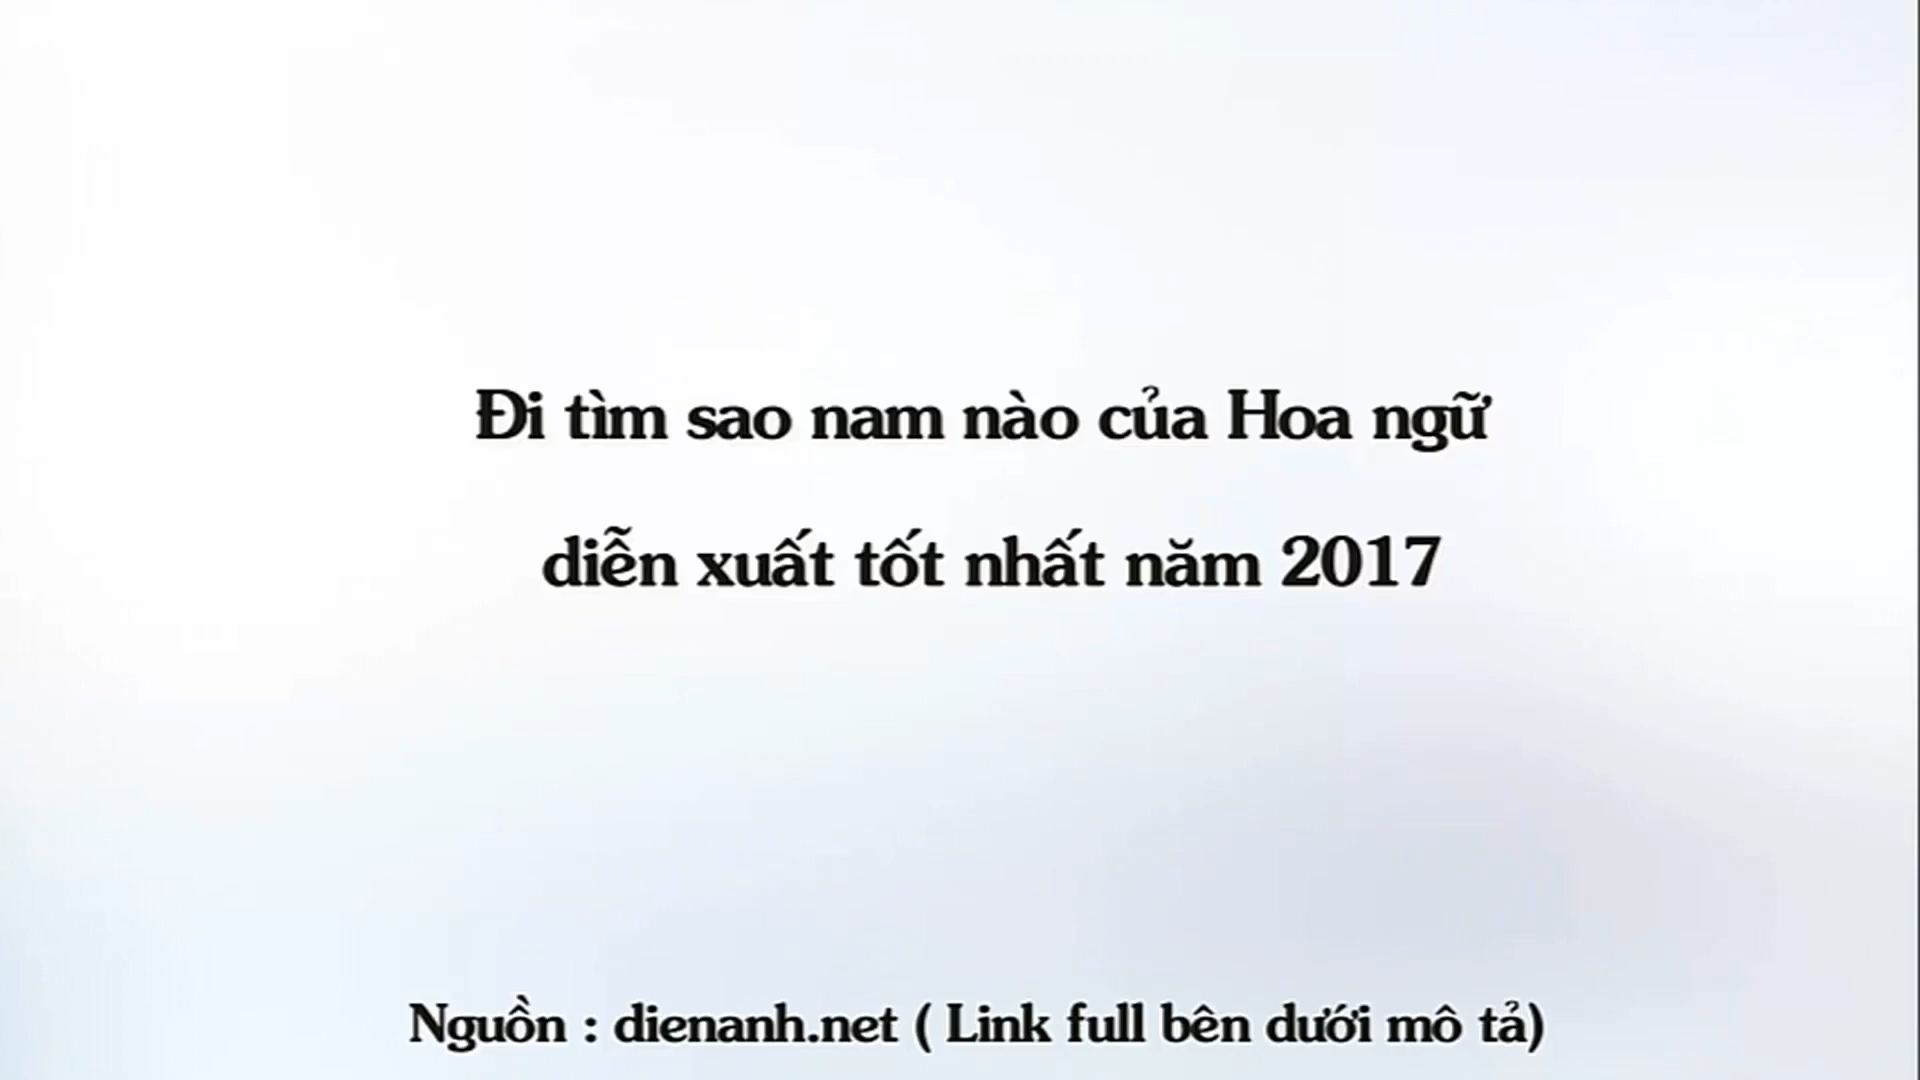 Đi tìm sao nam nào của Hoa ngữ
diễn xuất tốt nhất năm 2017
Nguồn : dienanh.net ( Link full bên dưới mô tả)